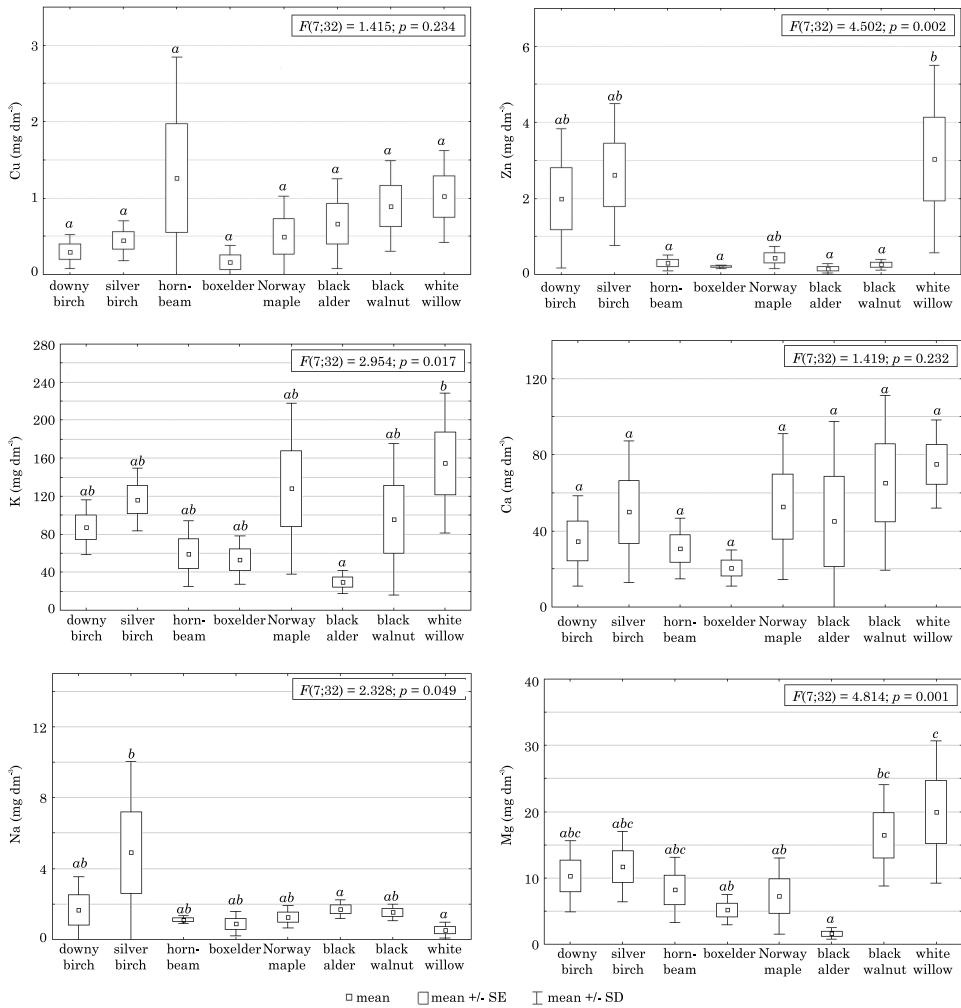 F(7;32) = 1.415; p = 0.234
Cu (mg dm⁻³)
3
2
1
0
a a a a a a a a
downy birch
silver birch
horn-beam
boxelder
Norway maple
black alder
black walnut
white willow
F(7;32) = 4.502; p = 0.002
Zn (mg dm⁻³)
6
4
2
0
ab ab a a ab a a b
downy birch
silver birch
horn-beam
boxelder
Norway maple
black alder
black walnut
white willow
F(7;32) = 2.954; p = 0.017
K (mg dm⁻³)
280
240
200
160
120
80
40
0
ab ab ab ab ab a ab b
downy birch
silver birch
horn-beam
boxelder
Norway maple
black alder
black walnut
white willow
F(7;32) = 1.419; p = 0.232
Ca (mg dm⁻³)
120
80
40
0
a a a a a a a a
downy birch
silver birch
horn-beam
boxelder
Norway maple
black alder
black walnut
white willow
F(7;32) = 2.328; p = 0.049
Na (mg dm⁻³)
12
8
4
0
ab b ab ab ab a ab a
downy birch
silver birch
horn-beam
boxelder
Norway maple
black alder
black walnut
white willow
F(7;32) = 4.814; p = 0.001
Mg (mg dm⁻³)
40
30
20
10
0
abc abc abc ab ab a bc c
downy birch
silver birch
horn-beam
boxelder
Norway maple
black alder
black walnut
white willow
mean mean +/- SE mean +/- SD